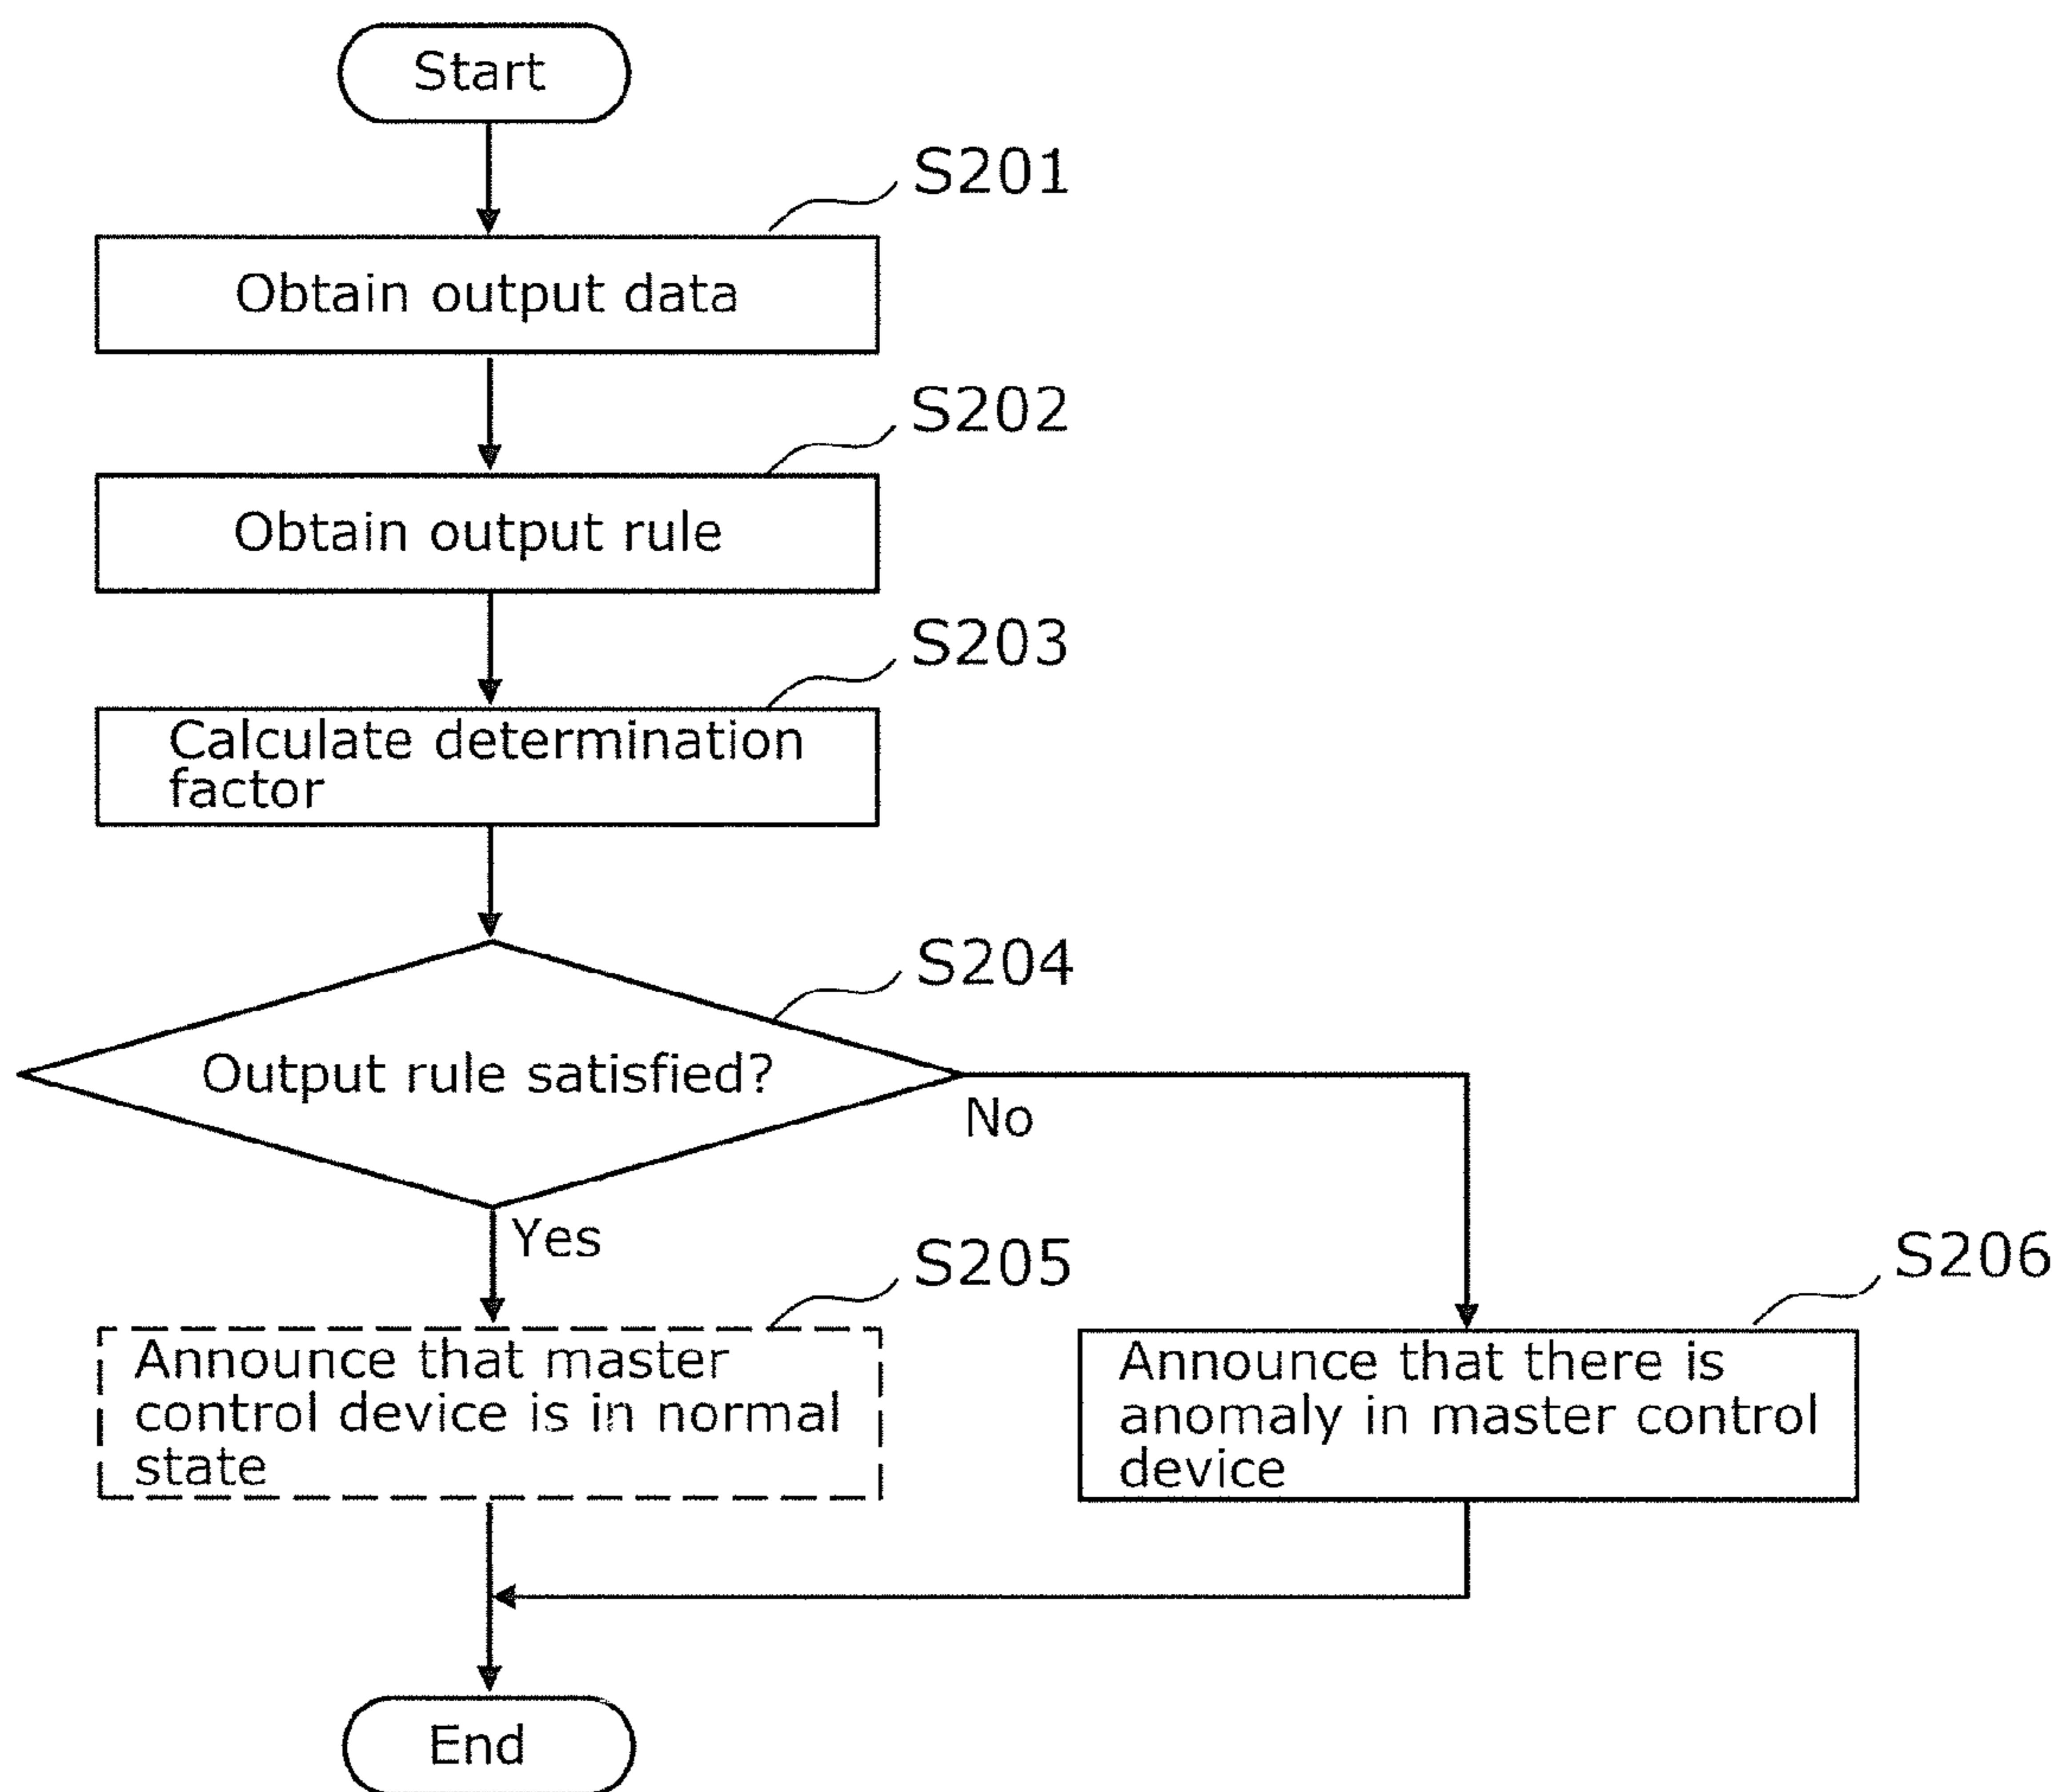 Start
S201
Obtain output data
S202
Obtain output rule
S203
Calculate determination
factor
S204
Output rule satisfied?
No
Yes
S205
Announce that master
control device is in normal
state
S206
Announce that there is
anomaly in master control
device
End